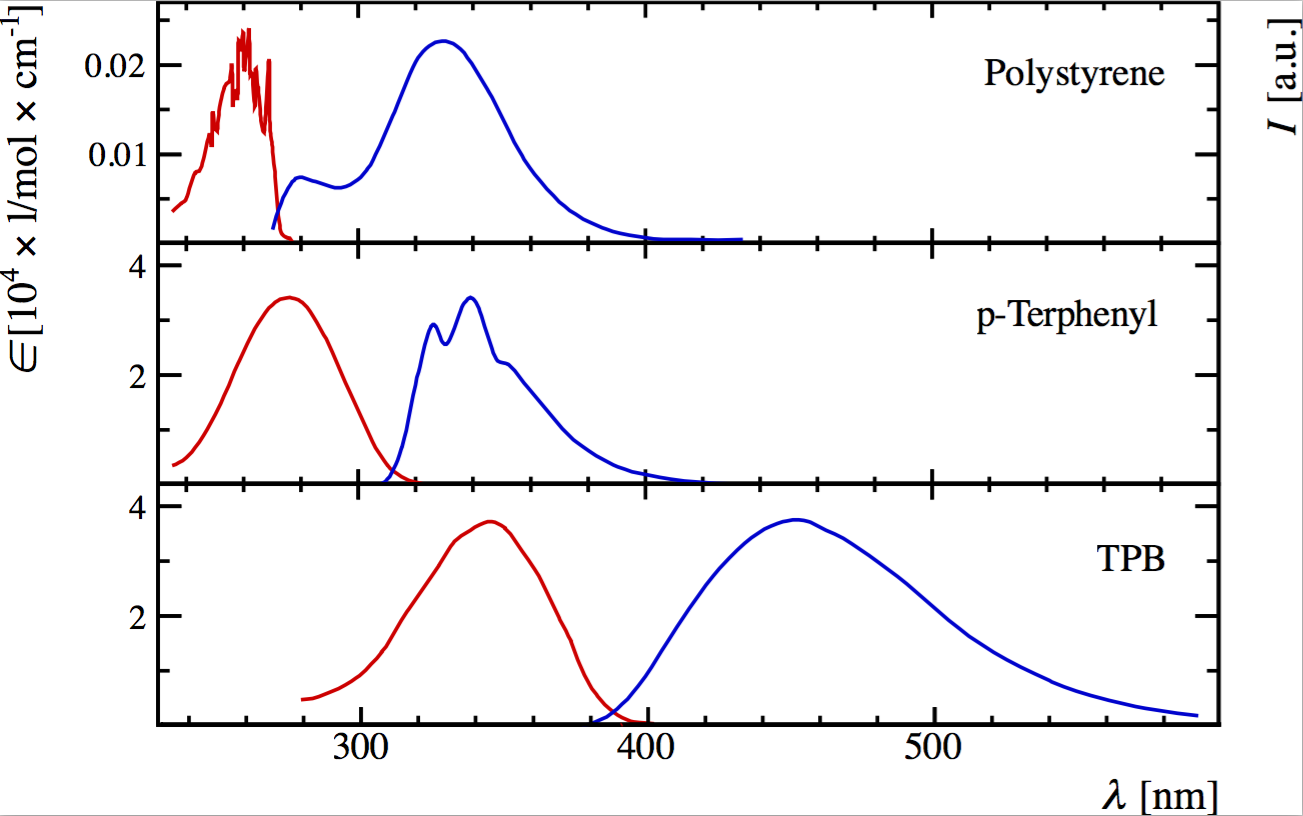 ∈[10⁴ × l/mol × cm⁻¹]
I [a.u.]
0.02
0.01
Polystyrene
4
2
p-Terphenyl
4
2
TPB
300 400 500
λ [nm]